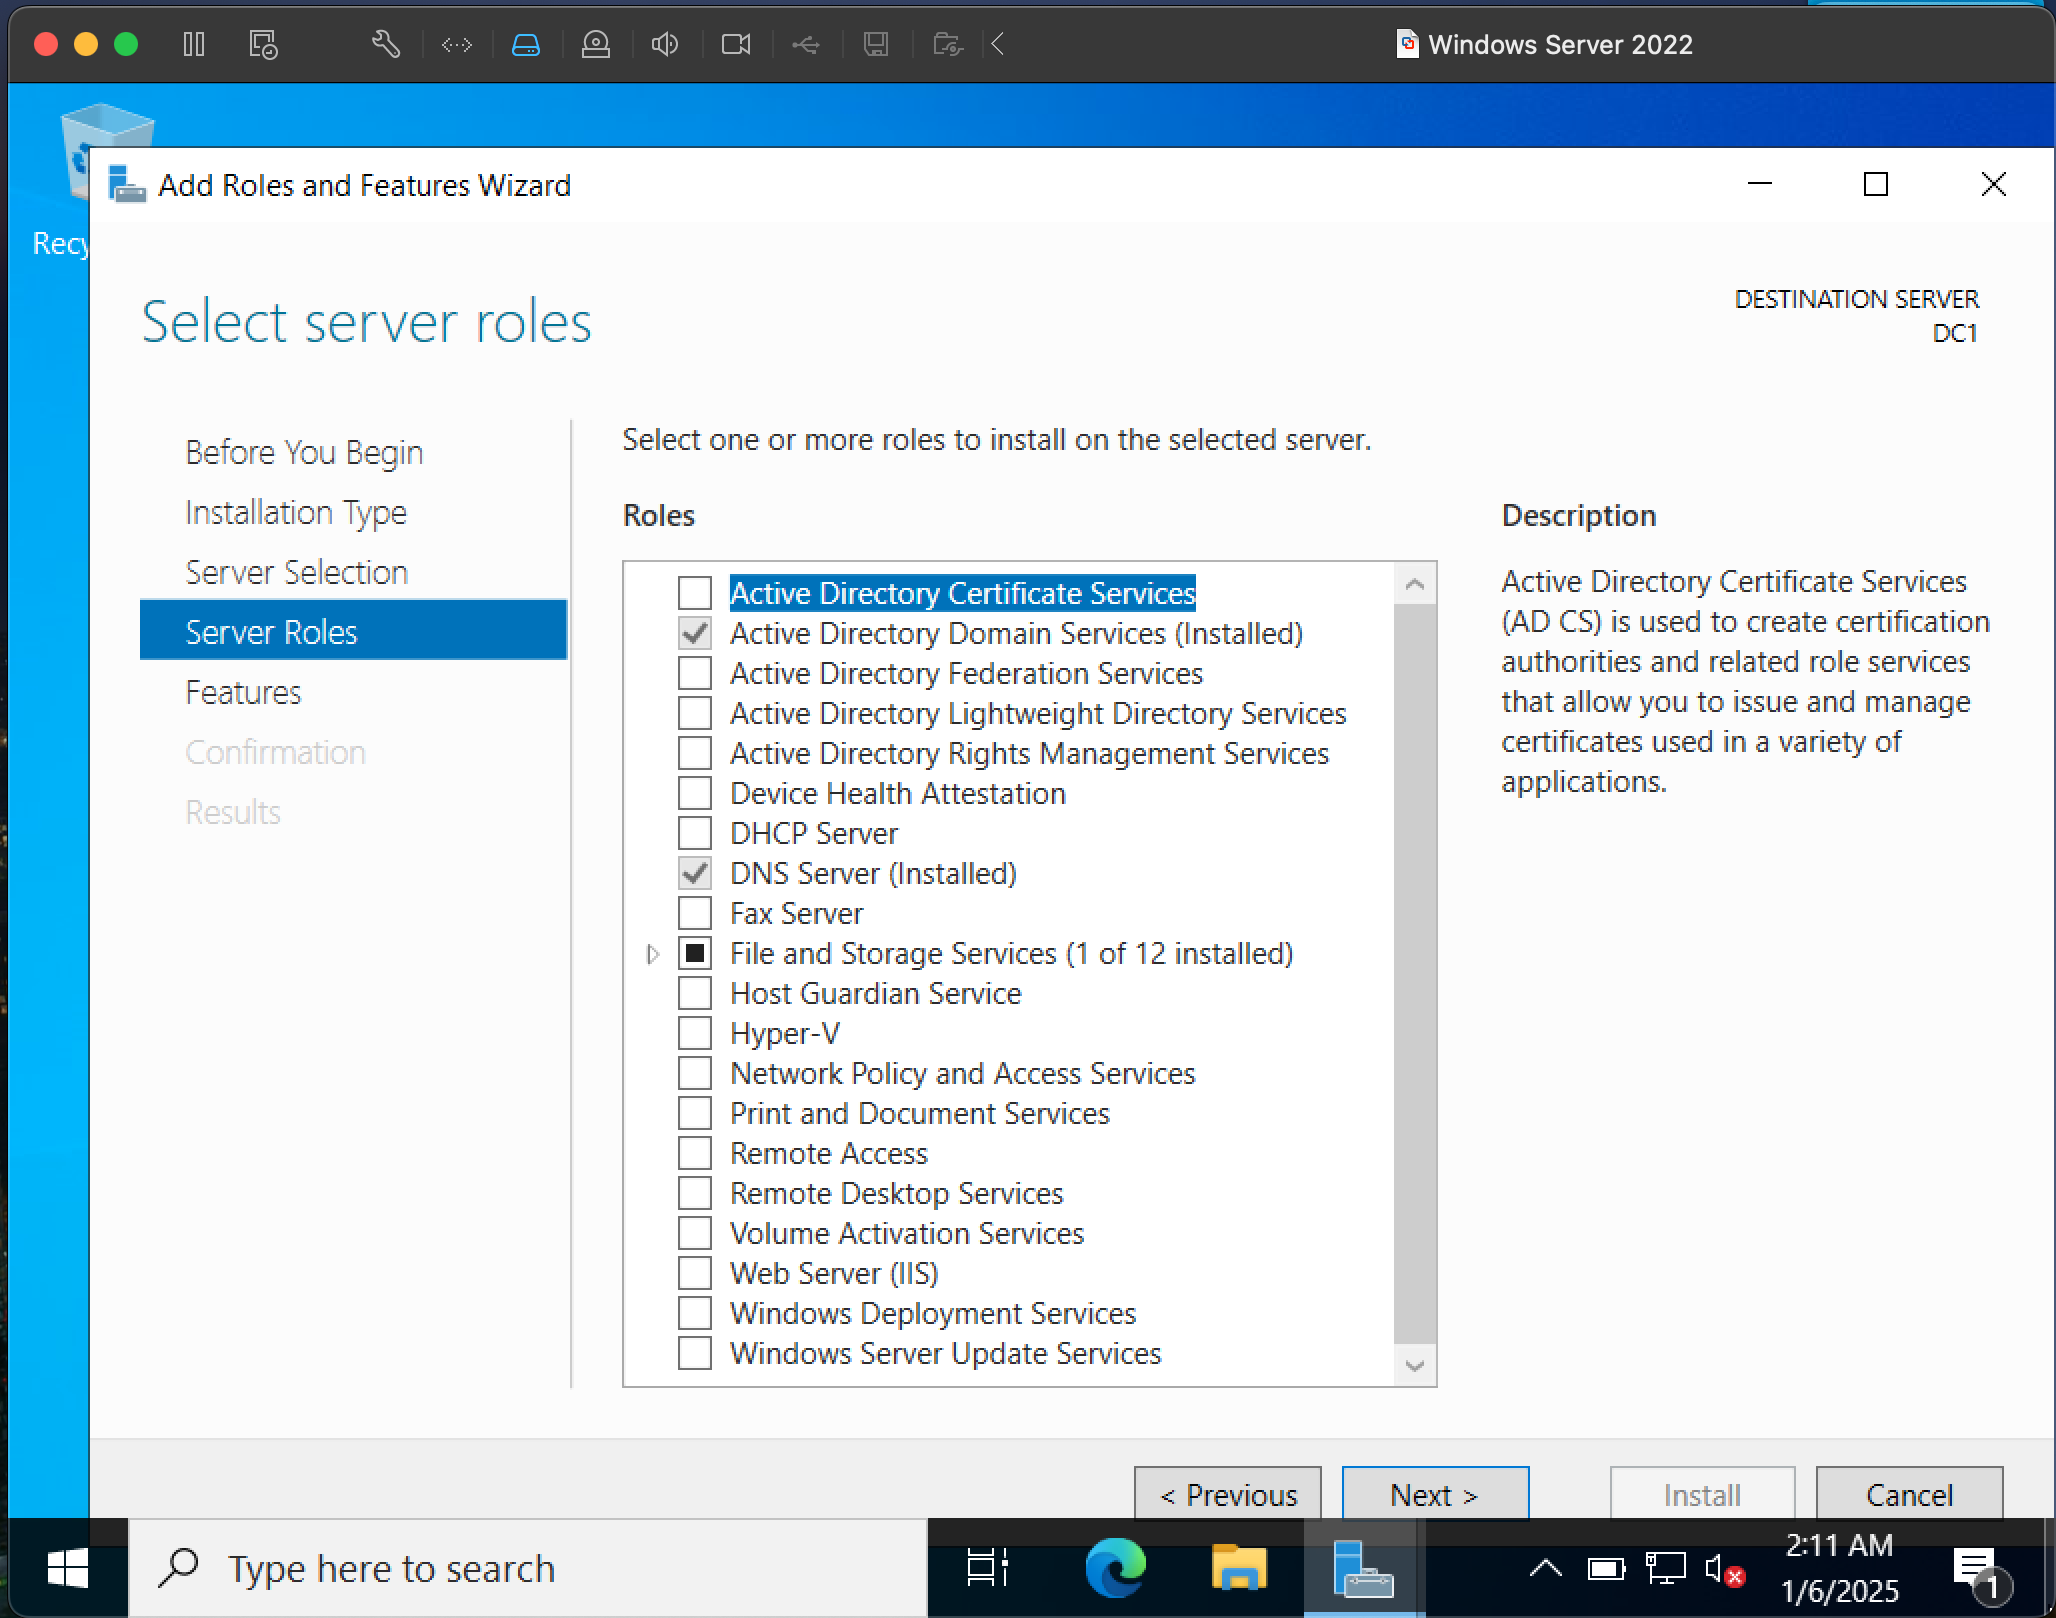 Windows Server 2022
Recy
Add Roles and Features Wizard
Select server roles
DESTINATION SERVER
DC1
Before You Begin
Installation Type
Server Selection
Server Roles
Features
Confirmation
Results
Select one or more roles to install on the selected server.
Roles
Active Directory Certificate Services
Active Directory Domain Services (Installed)
Active Directory Federation Services
Active Directory Lightweight Directory Services
Active Directory Rights Management Services
Device Health Attestation
DHCP Server
DNS Server (Installed)
Fax Server
File and Storage Services (1 of 12 installed)
Host Guardian Service
Hyper-V
Network Policy and Access Services
Print and Document Services
Remote Access
Remote Desktop Services
Volume Activation Services
Web Server (IIS)
Windows Deployment Services
Windows Server Update Services
Description
Active Directory Certificate Services
(AD CS) is used to create certification
authorities and related role services
that allow you to issue and manage
certificates used in a variety of
applications.
< Previous
Next >
Install
Cancel
Type here to search
2:11 AM
1/6/2025
1